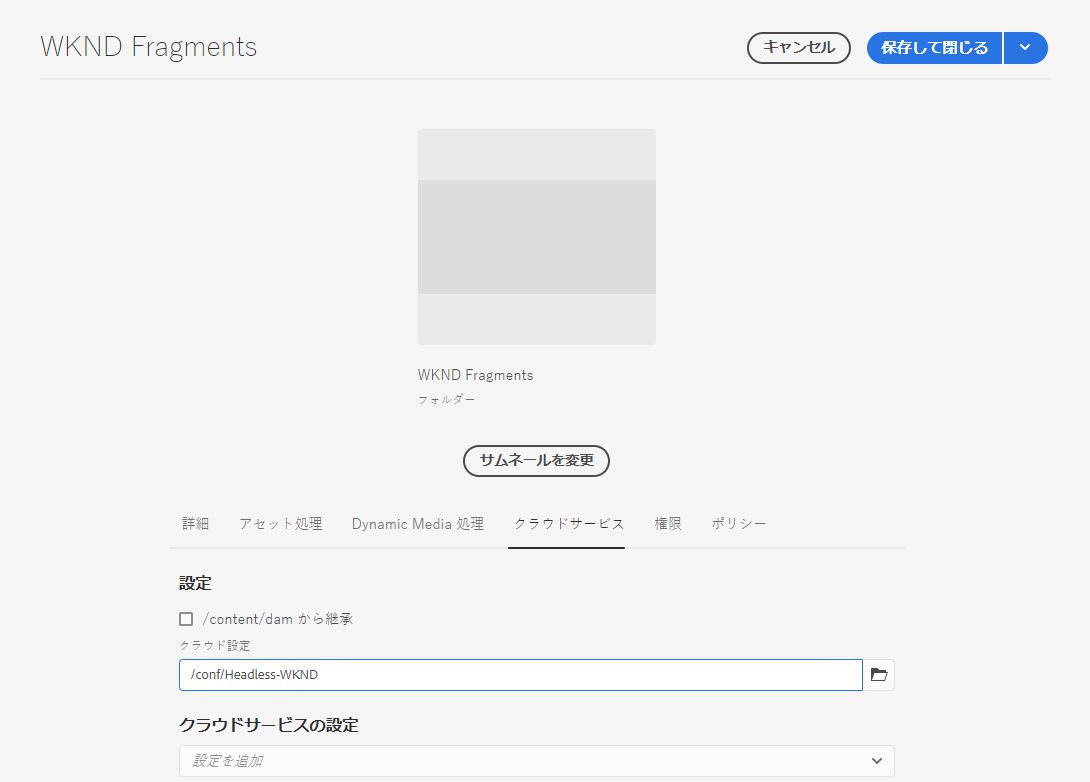 WKND Fragments
キャンセル
保存して閉じる
WKND Fragments
フォルダー
サムネールを変更
詳細 アセット処理 Dynamic Media 処理 クラウドサービス 権限 ポリシー
設定
/content/dam から継承
クラウド設定
/conf/Headless-WKND
クラウドサービスの設定
設定を追加